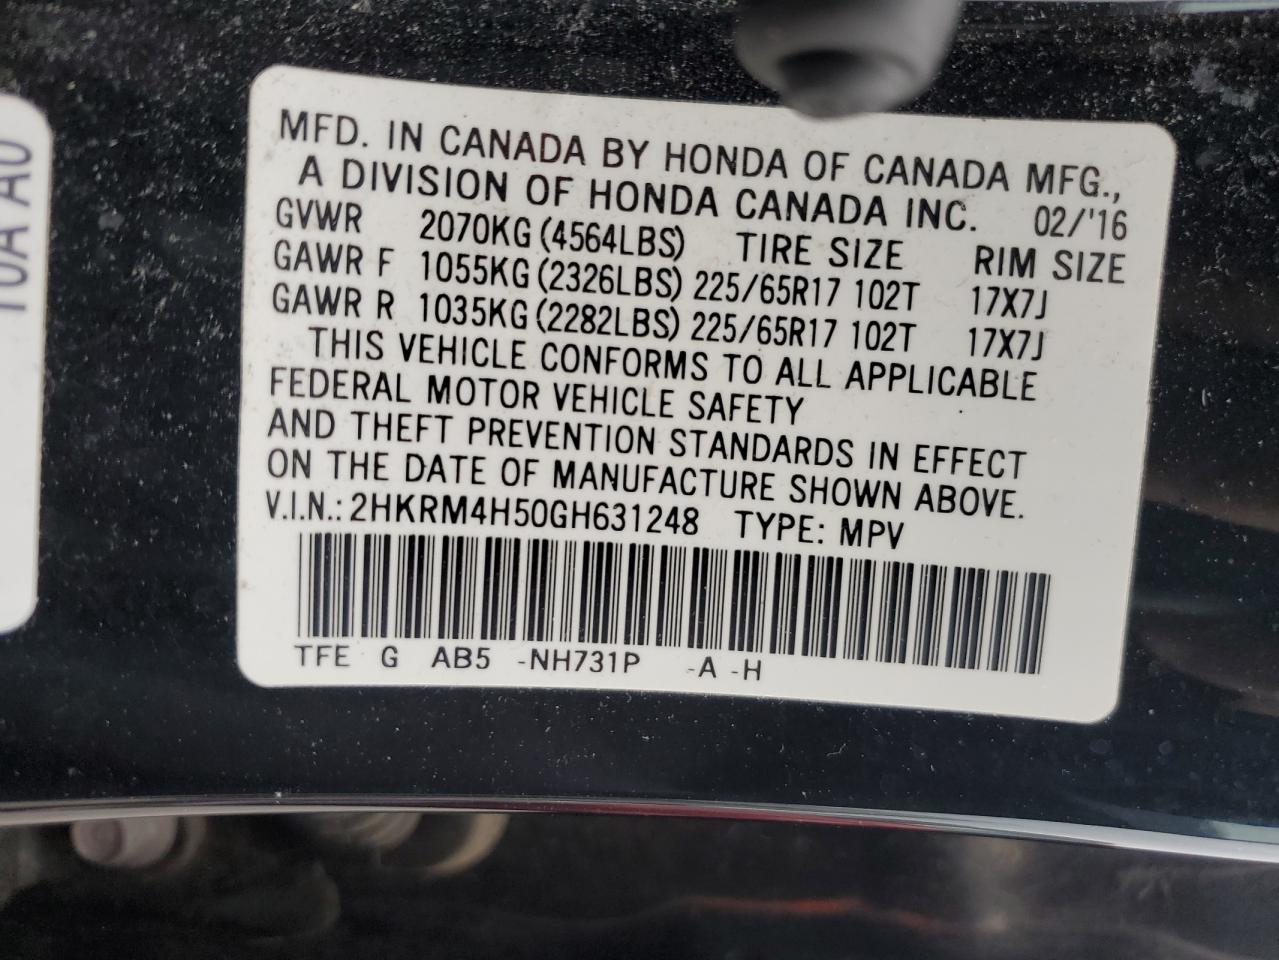 MFD. IN CANADA BY HONDA OF CANADA MFG.,
A DIVISION OF HONDA CANADA INC. 02/'16
GVWR 2070KG (4564LBS) TIRE SIZE RIM SIZE
GAWR F 1055KG (2326LBS) 225/65R17 102T 17X7J
GAWR R 1035KG (2282LBS) 225/65R17 102T 17X7J
THIS VEHICLE CONFORMS TO ALL APPLICABLE
FEDERAL MOTOR VEHICLE SAFETY
AND THEFT PREVENTION STANDARDS IN EFFECT
ON THE DATE OF MANUFACTURE SHOWN ABOVE.
V.I.N.: 2HKRM4H50GH631248 TYPE: MPV
TFE G AB5 -NH731P -A -H